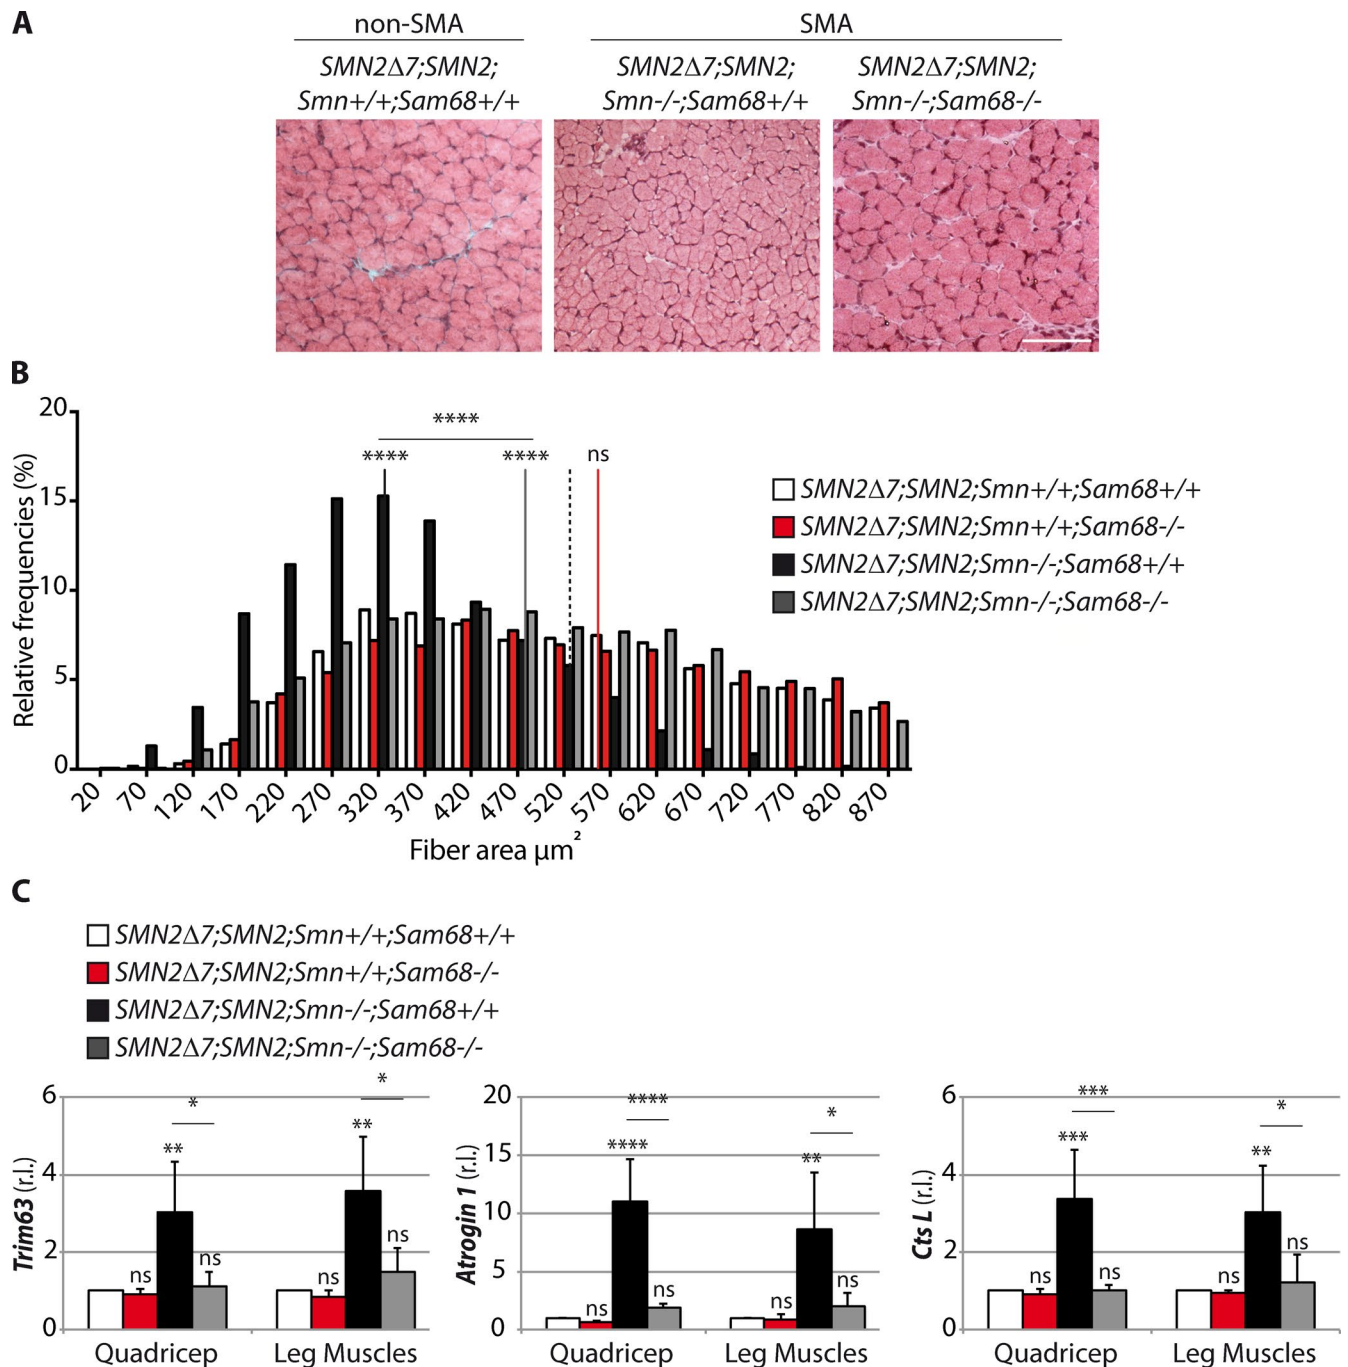 A
non-SMA
SMA
SMN2Δ7;SMN2;
Smn+/+;Sam68+/+
SMN2Δ7;SMN2;
Smn-/-;Sam68+/+
SMN2Δ7;SMN2;
Smn-/-;Sam68-/-
B
Relative frequencies (%)
20
15
10
5
0
****
****
****
ns
SMN2Δ7;SMN2;Smn+/+;Sam68+/+
SMN2Δ7;SMN2;Smn+/+;Sam68-/-
SMN2Δ7;SMN2;Smn-/-;Sam68+/+
SMN2Δ7;SMN2;Smn-/-;Sam68-/-
20 70 120 170 220 270 320 370 420 470 520 570 620 670 720 770 820 870
Fiber area μm²
C
SMN2Δ7;SMN2;Smn+/+;Sam68+/+
SMN2Δ7;SMN2;Smn+/+;Sam68-/-
SMN2Δ7;SMN2;Smn-/-;Sam68+/+
SMN2Δ7;SMN2;Smn-/-;Sam68-/-
Trim63 (r.l.)
6
4
2
0
*
**
ns
ns
*
**
ns
ns
Quadricep
Leg Muscles
Atrogin 1 (r.l.)
20
15
10
5
0
****
****
ns
ns
*
**
ns
ns
Quadricep
Leg Muscles
Cts L (r.l.)
6
4
2
0
***
***
ns
ns
*
**
ns
ns
Quadricep
Leg Muscles